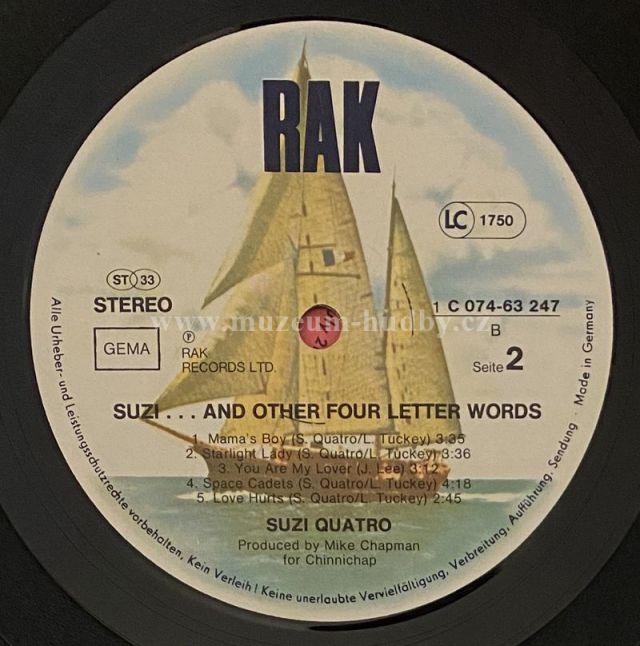 RAK
LC 1750
ST 33
STEREO
GEMA
℗
RAK
RECORDS LTD.
1 C 074-63 247
B
Seite 2
www.muzeum-hudby.cz
SUZI . . . AND OTHER FOUR LETTER WORDS
1. Mama's Boy (S. Quatro/L. Tuckey) 3:35
2. Starlight Lady (S. Quatro/L. Tuckey) 3:36
3. You Are My Lover (J. Lee) 3:12
4. Space Cadets (S. Quatro/L. Tuckey) 4:18
5. Love Hurts (S. Quatro/L. Tuckey) 2:45
SUZI QUATRO
Produced by Mike Chapman
for Chinnichap
Alle Urheber- und Leistungsschutzrechte vorbehalten, Kein Verleih! Keine unerlaubte Vervielfältigung, Verbreitung, Aufführung, Sendung · Made in Germany